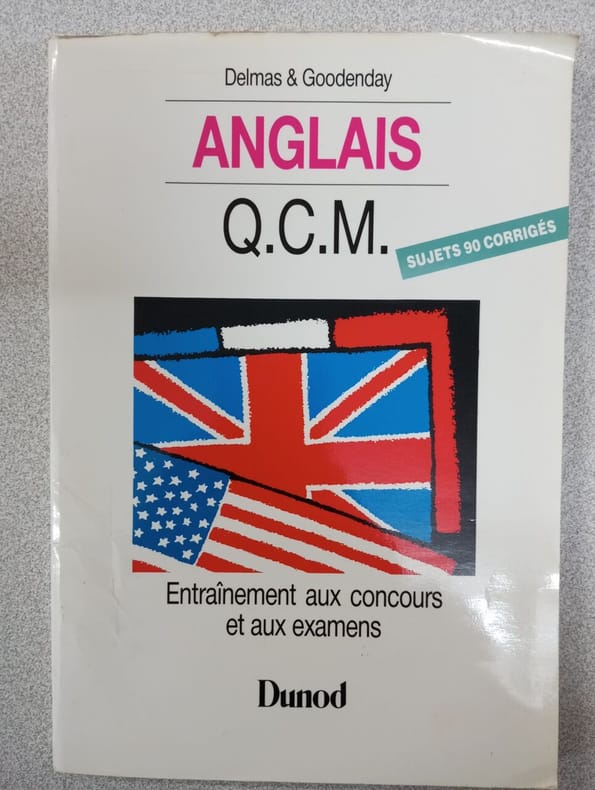 Delmas & Goodenday
ANGLAIS
Q.C.M.
SUJETS 90 CORRIGÉS
Entraînement aux concours
et aux examens
Dunod